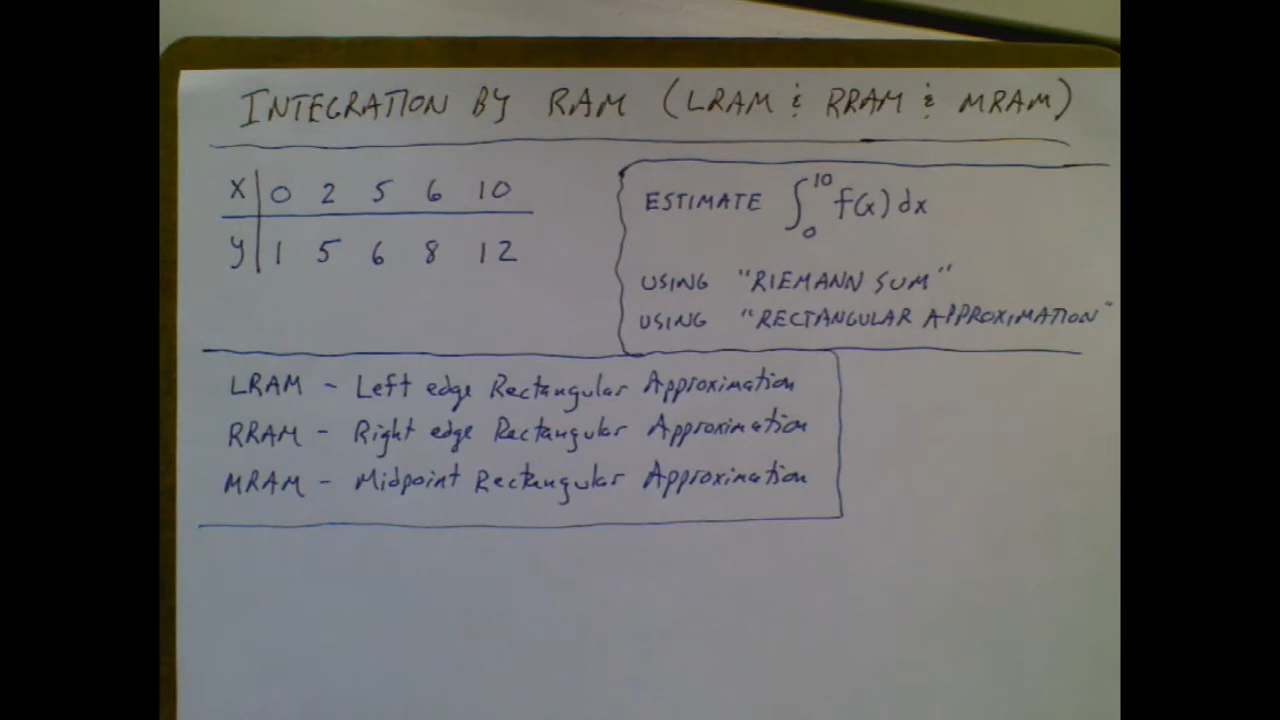 INTEGRATION BY RAM (LRAM & RRAM & MRAM)
x | 0 2 5 6 10
y | 1 5 6 8 12
ESTIMATE ∫₀¹⁰ f(x) dx
USING "RIEMANN SUM"
USING "RECTANGULAR APPROXIMATION"
LRAM - Left edge Rectangular Approximation
RRAM - Right edge Rectangular Approximation
MRAM - Midpoint Rectangular Approximation